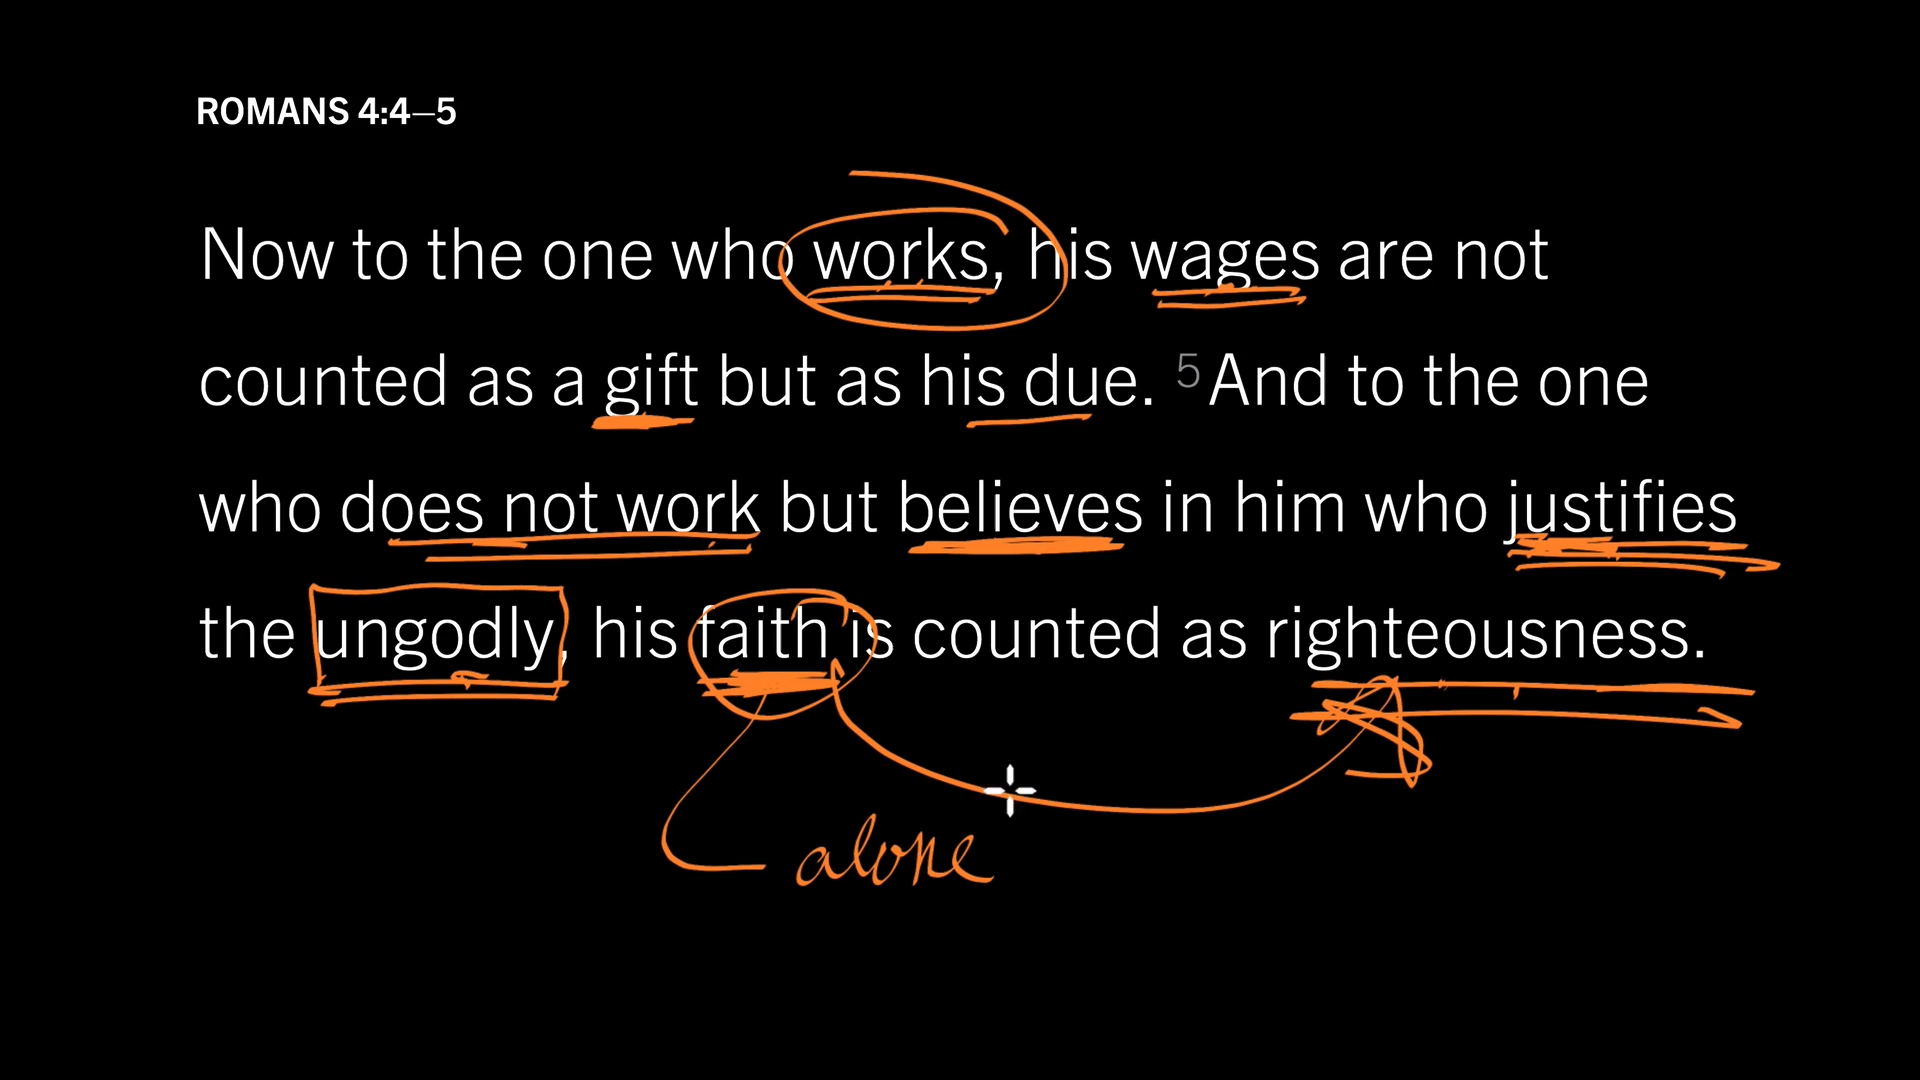 ROMANS 4:4–5
Now to the one who works, his wages are not
counted as a gift but as his due. 5 And to the one
who does not work but believes in him who justifies
the ungodly, his faith is counted as righteousness.
alone